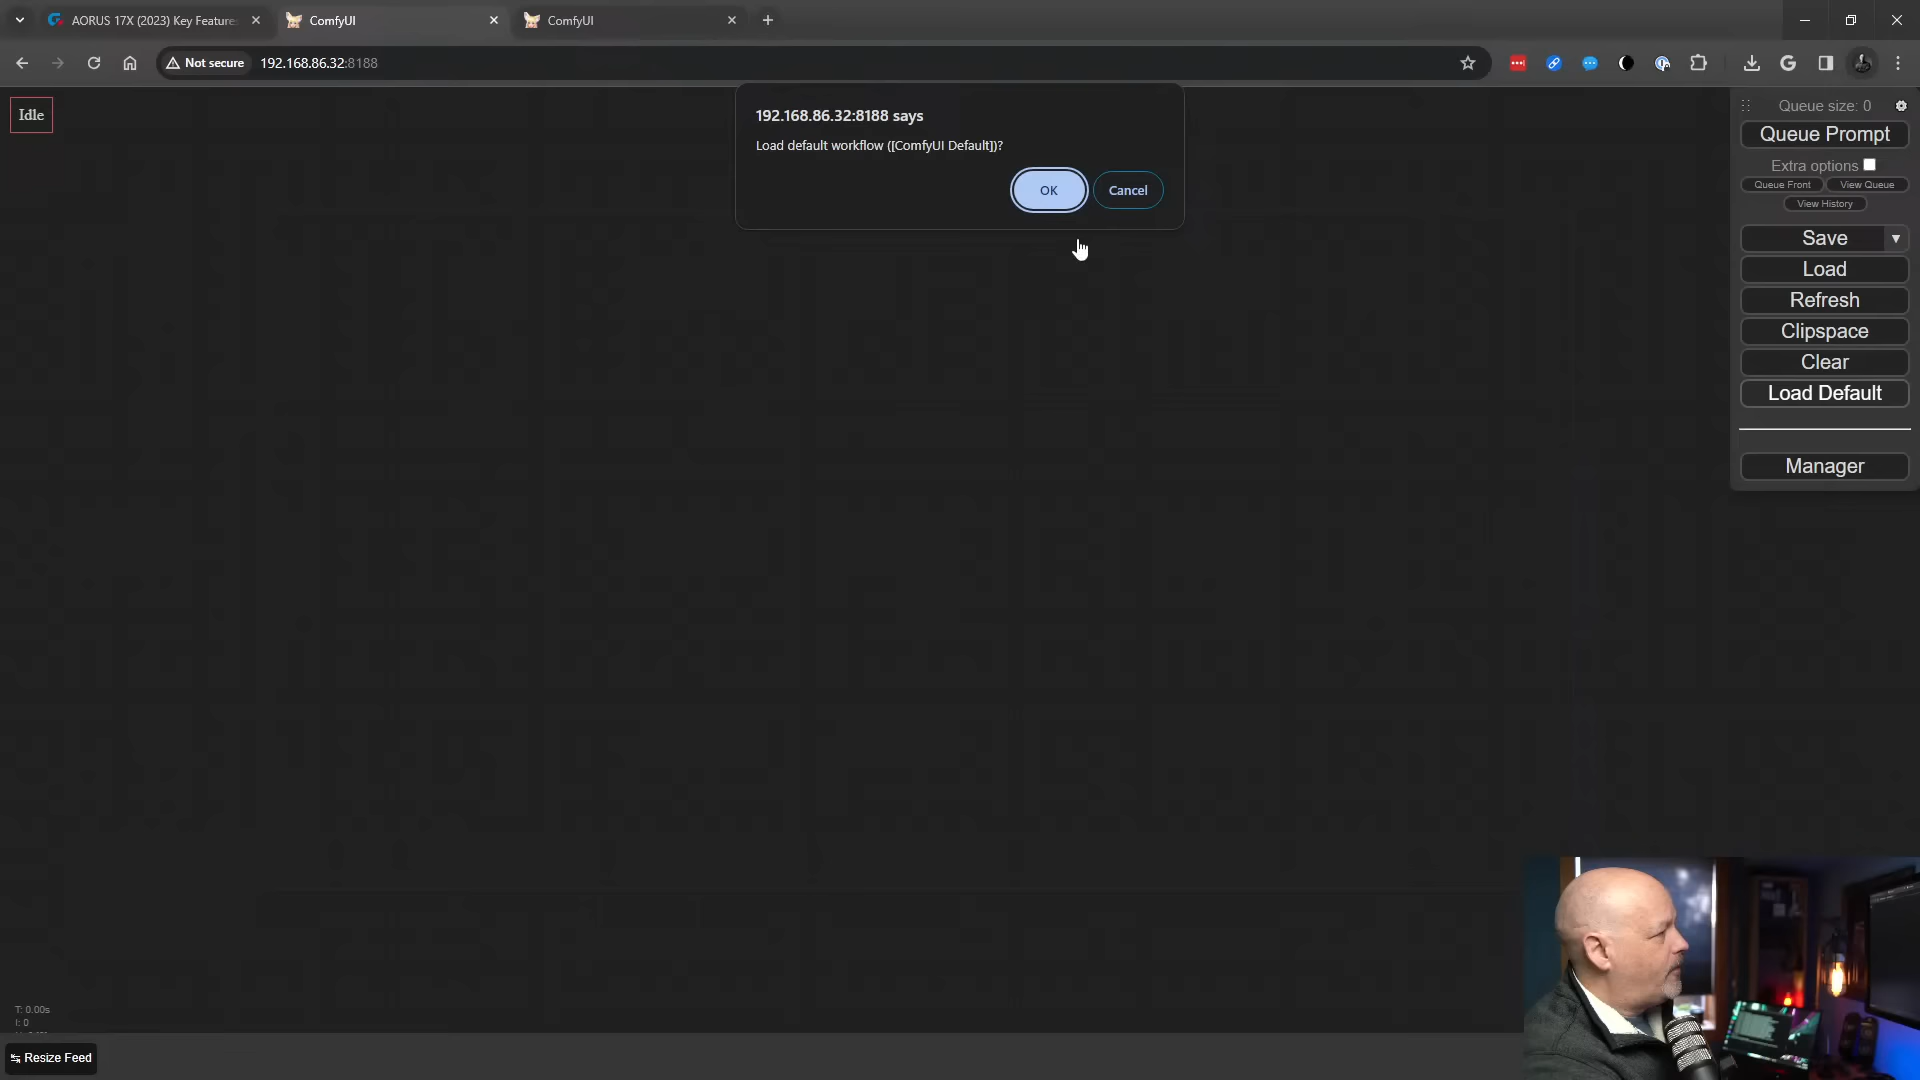 AORUS 17X (2023) Key Feature
ComfyUI
ComfyUI
Not secure
192.168.86.32:8188
Idle
192.168.86.32:8188 says
Load default workflow ([ComfyUI Default])?
OK
Cancel
Queue size: 0
Queue Prompt
Extra options
Queue Front
View Queue
View History
Save
Load
Refresh
Clipspace
Clear
Load Default
Manager
T: 0.00s
I: 0
Resize Feed